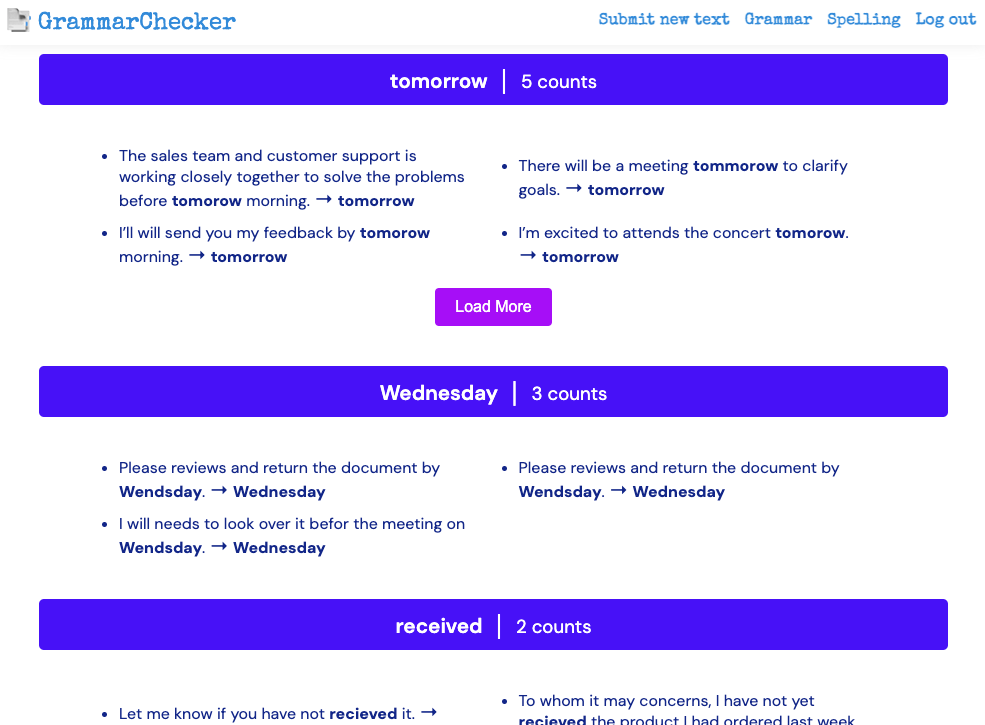 GrammarChecker
Submit new text Grammar Spelling Log out
tomorrow | 5 counts
• The sales team and customer support is
working closely together to solve the problems
before tomorow morning. → tomorrow
• I’ll will send you my feedback by tomorow
morning. → tomorrow
• There will be a meeting tommorow to clarify
goals. → tomorrow
• I’m excited to attends the concert tomorow.
→ tomorrow
Load More
Wednesday | 3 counts
• Please reviews and return the document by
Wendsday. → Wednesday
• I will needs to look over it befor the meeting on
Wendsday. → Wednesday
• Please reviews and return the document by
Wendsday. → Wednesday
received | 2 counts
• Let me know if you have not recieved it. →
• To whom it may concerns, I have not yet
recieved the product I had ordered last week